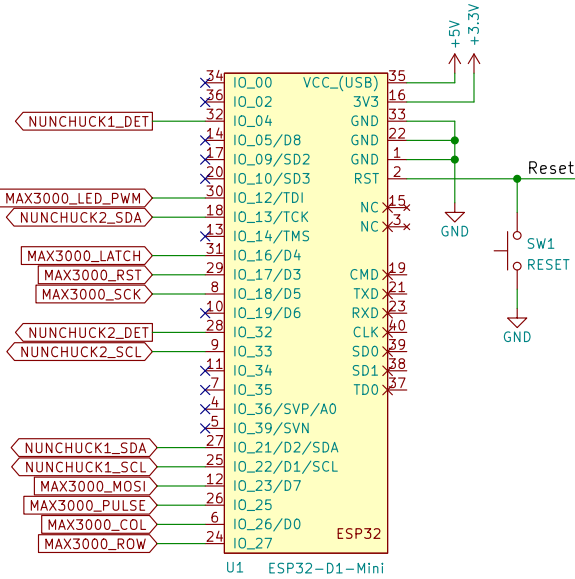 +5V
+3.3V
34 IO_00 VCC_(USB) 35
36 IO_02 3V3 16
NUNCHUCK1_DET 32 IO_04 GND 33
14 IO_05/D8 GND 22
17 IO_09/SD2 GND 1
20 IO_10/SD3 RST 2 Reset
MAX3000_LED_PWM 30 IO_12/TDI
NUNCHUCK2_SDA 18 IO_13/TCK NC 15
13 IO_14/TMS NC 3 GND
SW1
MAX3000_LATCH 31 IO_16/D4
RESET
MAX3000_RST 29 IO_17/D3 CMD 19
MAX3000_SCK 8 IO_18/D5 TXD 21
10 IO_19/D6 RXD 23
NUNCHUCK2_DET 28 IO_32 CLK 40 GND
NUNCHUCK2_SCL 9 IO_33 SD0 39
11 IO_34 SD1 38
7 IO_35 TD0 37
4 IO_36/SVP/A0
5 IO_39/SVN
NUNCHUCK1_SDA 27 IO_21/D2/SDA
NUNCHUCK1_SCL 25 IO_22/D1/SCL
MAX3000_MOSI 12 IO_23/D7
MAX3000_PULSE 26 IO_25
MAX3000_COL 6 IO_26/D0
ESP32
MAX3000_ROW 24 IO_27
U1 ESP32-D1-Mini